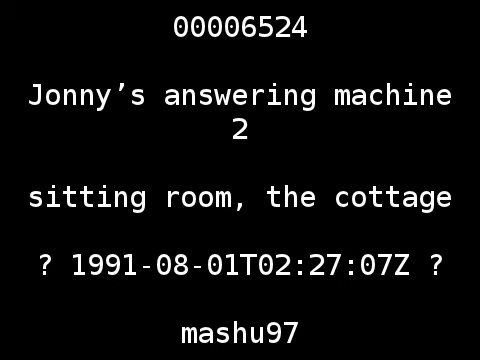 00006524
Jonny’s answering machine
2
sitting room, the cottage
? 1991-08-01T02:27:07Z ?
mashu97